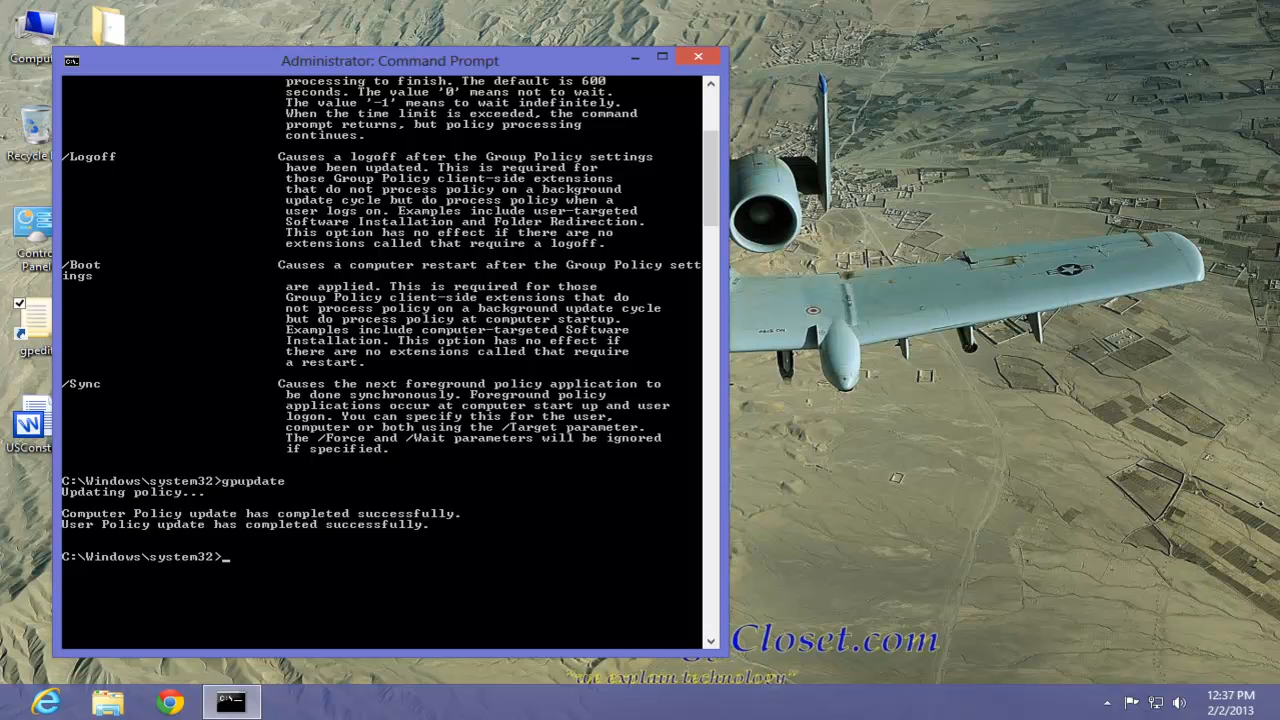 Administrator: Command Prompt
processing to finish. The default is 600
seconds. The value '0' means not to wait.
The value '-1' means to wait indefinitely.
When the time limit is exceeded, the command
prompt returns, but policy processing
continues.
/Logoff Causes a logoff after the Group Policy settings
have been updated. This is required for
those Group Policy client-side extensions
that do not process policy on a background
update cycle but do process policy when a
user logs on. Examples include user-targeted
Software Installation and Folder Redirection.
This option has no effect if there are no
extensions called that require a logoff.
/Boot Causes a computer restart after the Group Policy sett
ings
are applied. This is required for those
Group Policy client-side extensions that do
not process policy on a background update cycle
but do process policy at computer startup.
Examples include computer-targeted Software
Installation. This option has no effect if
there are no extensions called that require
a restart.
/Sync Causes the next foreground policy application to
be done synchronously. Foreground policy
applications occur at computer start up and user
logon. You can specify this for the user,
computer or both using the /Target parameter.
The /Force and /Wait parameters will be ignored
if specified.
C:\Windows\system32>gpupdate
Updating policy...
Computer Policy update has completed successfully.
User Policy update has completed successfully.
C:\Windows\system32>_
Comput
Recycle
Contro
Panel
gpedit
USConst
Closet.com
"we explain technology"
12:37 PM
2/2/2013